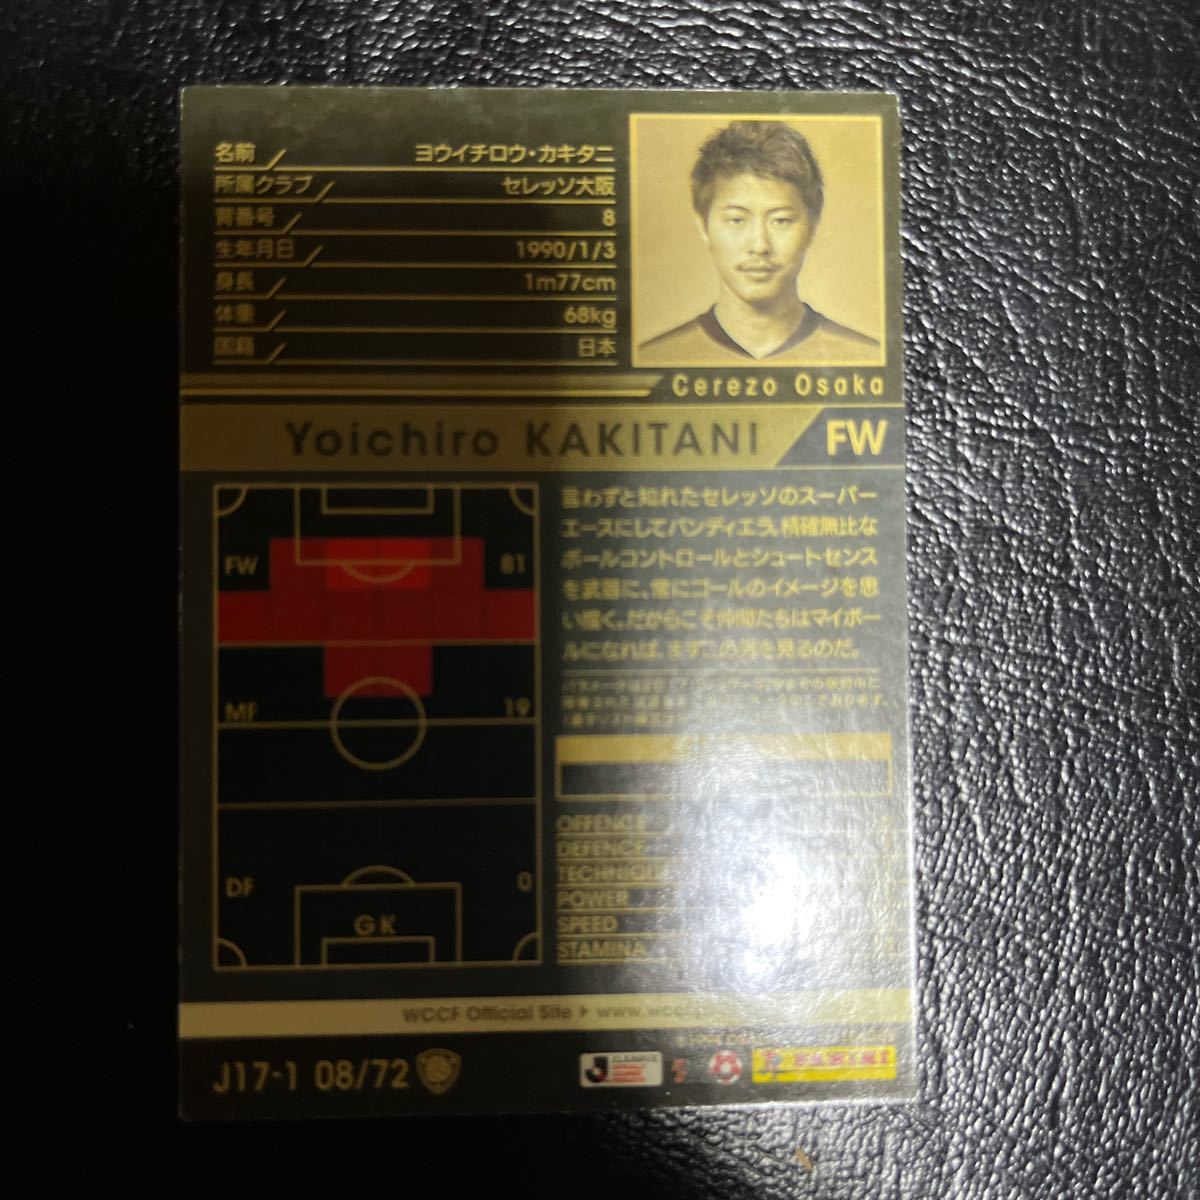 名前 ヨウイチロウ・カキタニ
所属クラブ セレッソ大阪
背番号 8
生年月日 1990/1/3
身長 1m77cm
体重 68kg
国籍 日本
Cerezo Osaka
Yoichiro KAKITANI FW
FW 81
MF 19
DF 0
GK
言わずと知れたセレッソのスーパー
エースにしてバンディエラ。精確無比な
ボールコントロールとシュートセンス
を武器に、常にゴールのイメージを思
い描く。だからこそ仲間たちはマイボー
ルになれば、まずこの男を見るのだ。
OFFENCE
DEFENCE
TECHNIQUE
POWER
SPEED
STAMINA
WCCF Official Site www.wccf
J17-1 08/72
J.LEAGUE
PANINI